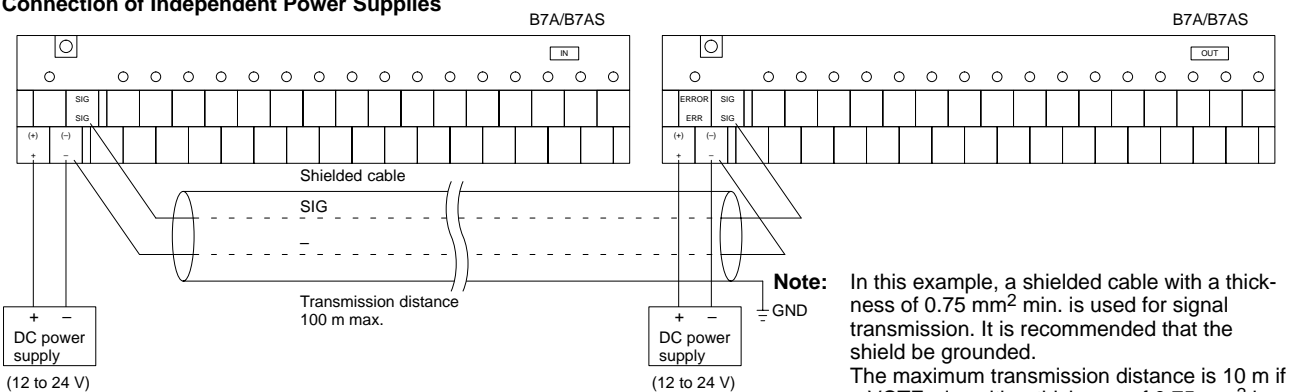 Connection of Independent Power Supplies
B7A/B7AS
B7A/B7AS
IN
OUT
SIG
SIG
(+)
(–)
+
–
ERROR
SIG
ERR
SIG
(+)
(–)
+
–
Shielded cable
SIG
–
Transmission distance
100 m max.
+ –
DC power
supply
(12 to 24 V)
+ –
DC power
supply
(12 to 24 V)
GND
Note: In this example, a shielded cable with a thick-
ness of 0.75 mm² min. is used for signal
transmission. It is recommended that the
shield be grounded.
The maximum transmission distance is 10 m if